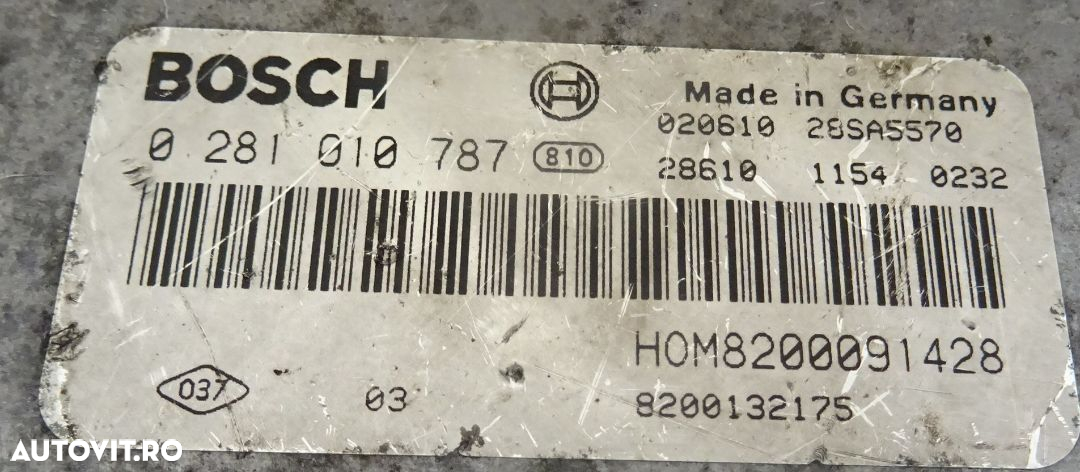 BOSCH
Made in Germany
0 281 010 787 810
020610 28SA5570
28610 1154 0232
HOM8200091428
037 03
8200132175
AUTOVIT.RO